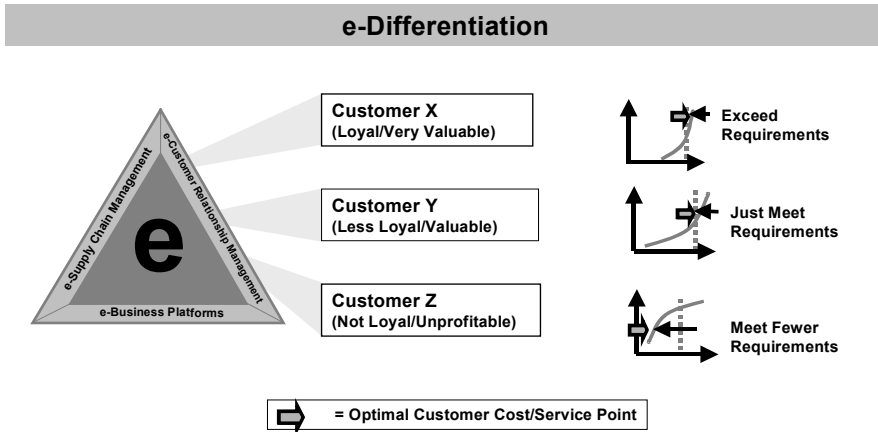 e-Differentiation
Customer X
(Loyal/Very Valuable)
Exceed
Requirements
e-Supply Chain Management
e-Customer Relationship Management
e
e-Business Platforms
Customer Y
(Less Loyal/Valuable)
Just Meet
Requirements
Customer Z
(Not Loyal/Unprofitable)
Meet Fewer
Requirements
= Optimal Customer Cost/Service Point